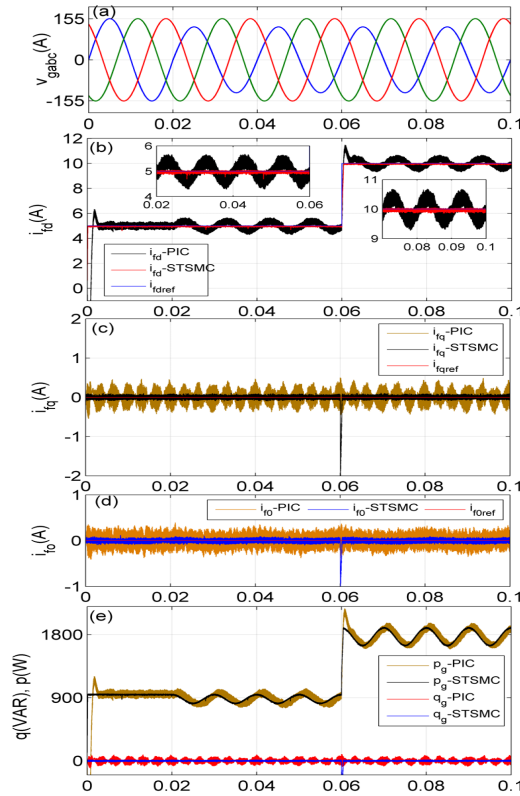 (a)
v_gabc(A)
155
0
-155
0 0.02 0.04 0.06 0.08 0.1
(b)
i_fd(A)
12
10
8
6
4
2
0
6
5
4
0.02 0.04 0.06
11
10
9
0.08 0.09 0.1
i_fd-PIC
i_fd-STSMC
i_fdref
0 0.02 0.04 0.06 0.08 0.1
(c)
i_fq(A)
2
1
0
-1
-2
i_fq-PIC
i_fq-STSMC
i_fqref
0 0.02 0.04 0.06 0.08 0.1
(d)
i_fo(A)
1
0
-1
i_f0-PIC i_f0-STSMC i_f0ref
0 0.02 0.04 0.06 0.08 0.1
(e)
q(VAR), p(W)
1800
900
0
p_g-PIC
p_g-STSMC
q_g-PIC
q_g-STSMC
0 0.02 0.04 0.06 0.08 0.1